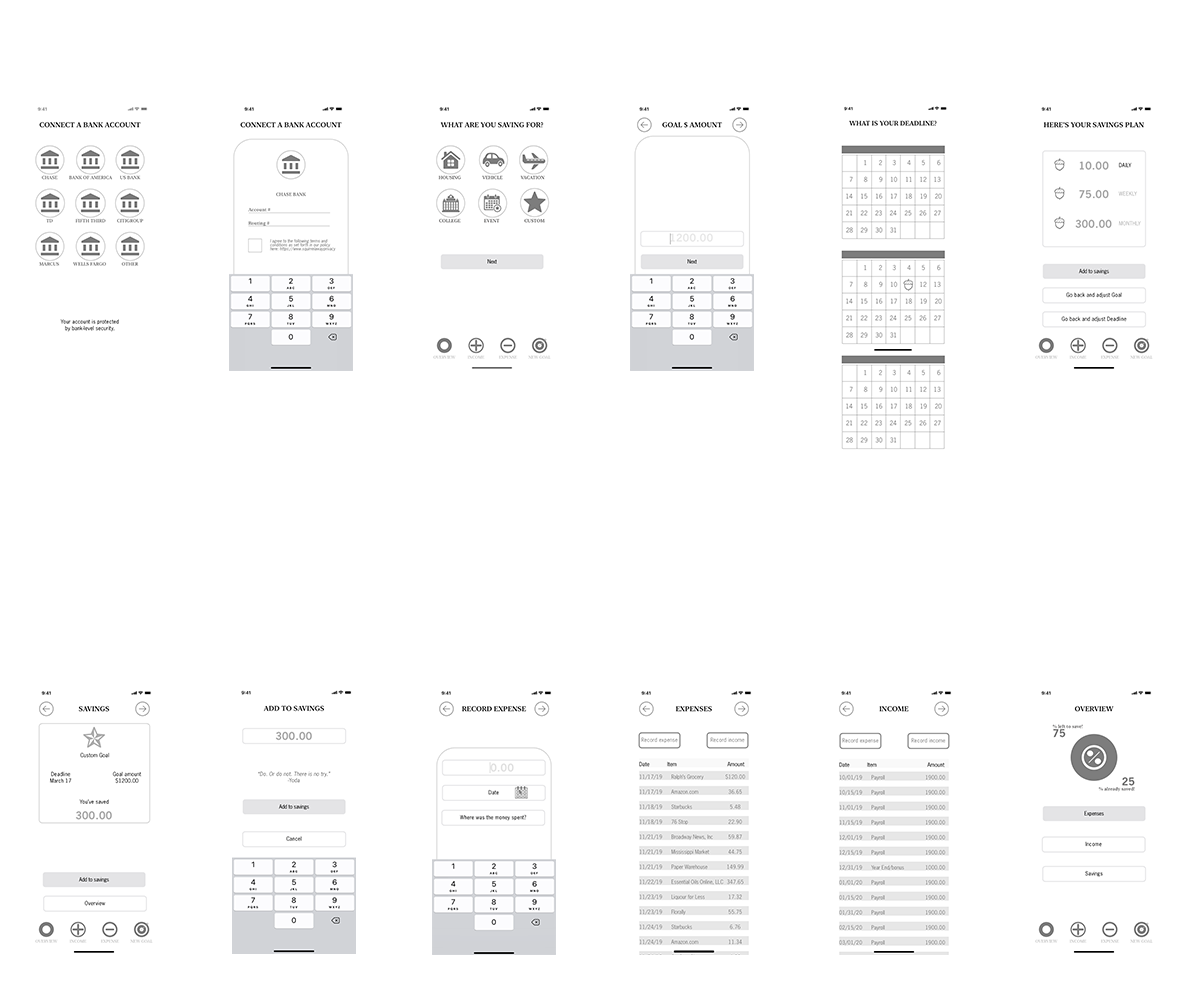 9:41
CONNECT A BANK ACCOUNT
CHASE
BANK OF AMERICA
US BANK
TD
FIFTH THIRD
CITIGROUP
MARCUS
WELLS FARGO
OTHER
Your account is protected
by bank-level security.
9:41
CONNECT A BANK ACCOUNT
CHASE BANK
Account #
Routing #
I agree to the following terms and
conditions as set forth in our policy
1
2 ABC
3 DEF
4 GHI
5 JKL
6 MNO
7 PQRS
8 TUV
9 WXYZ
0
9:41
WHAT ARE YOU SAVING FOR?
HOUSING
VEHICLE
VACATION
COLLEGE
EVENT
CUSTOM
Next
OVERVIEW
INCOME
EXPENSE
NEW GOAL
9:41
GOAL $ AMOUNT
1200.00
Next
1
2 ABC
3 DEF
4 GHI
5 JKL
6 MNO
7 PQRS
8 TUV
9 WXYZ
0
9:41
WHAT IS YOUR DEADLINE?
1 2 3 4 5 6
7 8 9 10 11 12 13
14 15 16 17 18 19 20
21 22 23 24 25 26 27
28 29 30 31
1 2 3 4 5 6
7 8 9 10 12 13
14 15 16 17 18 19 20
21 22 23 24 25 26 27
28 29 30 31
1 2 3 4 5 6
7 8 9 10 11 12 13
14 15 16 17 18 19 20
21 22 23 24 25 26 27
28 29 30 31
9:41
HERE'S YOUR SAVINGS PLAN
10.00 DAILY
75.00 WEEKLY
300.00 MONTHLY
Add to savings
Go back and adjust Goal
Go back and adjust Deadline
OVERVIEW
INCOME
EXPENSE
NEW GOAL
9:41
SAVINGS
Custom Goal
Deadline
March 17
Goal amount
$1200.00
You've saved
300.00
Add to savings
Overview
OVERVIEW
INCOME
EXPENSE
NEW GOAL
9:41
ADD TO SAVINGS
300.00
"Do. Or do not. There is no try."
-Yoda
Add to savings
Cancel
1
2 ABC
3 DEF
4 GHI
5 JKL
6 MNO
7 PQRS
8 TUV
9 WXYZ
0
9:41
RECORD EXPENSE
0.00
Date
Where was the money spent?
1
2 ABC
3 DEF
4 GHI
5 JKL
6 MNO
7 PQRS
8 TUV
9 WXYZ
0
9:41
EXPENSES
Record expense
Record income
Date Item Amount
11/17/19 Ralph's Grocery $120.00
11/17/19 Amazon.com 36.65
11/18/19 Starbucks 5.48
11/18/19 76 Stop 22.90
11/21/19 Broadway News, Inc 59.87
11/21/19 Mississippi Market 44.75
11/21/19 Paper Warehouse 149.99
11/22/19 Essential Oils Online, LLC 347.65
11/23/19 Liquour for Less 17.32
11/23/19 Florally 55.75
11/24/19 Starbucks 6.76
11/24/19 Amazon.com 11.34
9:41
INCOME
Record expense
Record income
Date Item Amount
10/01/19 Payroll 1900.00
10/15/19 Payroll 1900.00
11/01/19 Payroll 1900.00
11/15/19 Payroll 1900.00
12/01/19 Payroll 1900.00
12/15/19 Payroll 1900.00
12/31/19 Year End/bonus 1000.00
01/01/20 Payroll 1900.00
01/15/20 Payroll 1900.00
01/31/20 Payroll 1900.00
02/15/20 Payroll 1900.00
03/01/20 Payroll 1900.00
9:41
OVERVIEW
% left to save!
75
25
% already saved!
Expenses
Income
Savings
OVERVIEW
INCOME
EXPENSE
NEW GOAL